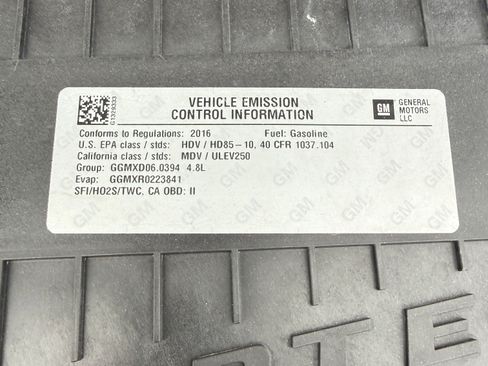 VEHICLE EMISSION
CONTROL INFORMATION
GM
GENERAL
MOTORS
LLC
Conforms to Regulations: 2016 Fuel: Gasoline
U.S. EPA class / stds: HDV / HD85-10, 40 CFR 1037.104
California class / stds: MDV / ULEV250
Group: GGMXD06.0394 4.8L
Evap: GGMXR0223841
SFI/HO2S/TWC, CA OBD: II
RTE